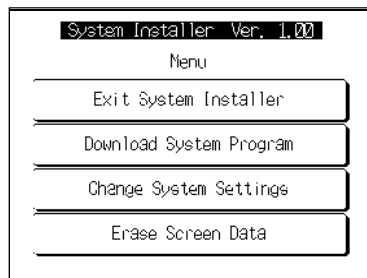 System Installer Ver. 1.00
Menu
Exit System Installer
Download System Program
Change System Settings
Erase Screen Data